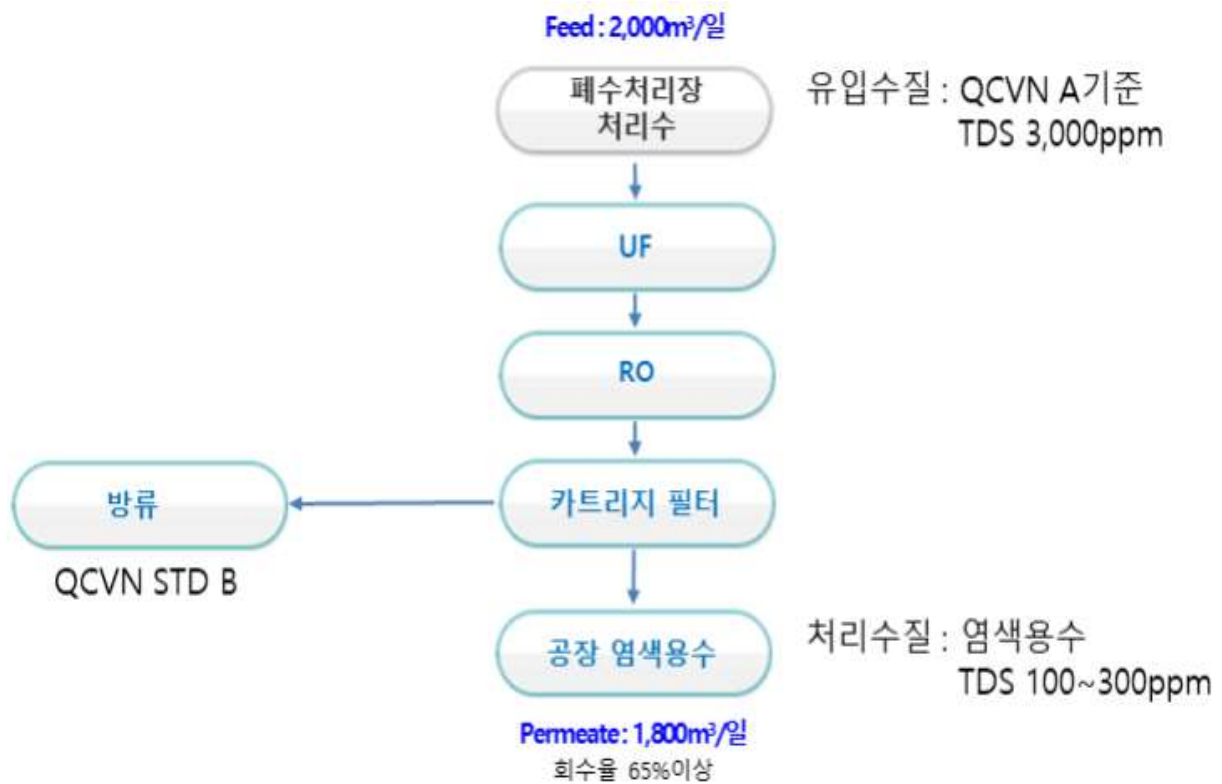 Feed : 2,000m³/일
폐수처리장
처리수
유입수질 : QCVN A기준
TDS 3,000ppm
UF
RO
카트리지 필터
방류
QCVN STD B
공장 염색용수
처리수질 : 염색용수
TDS 100~300ppm
Permeate : 1,800m³/일
회수율 65%이상